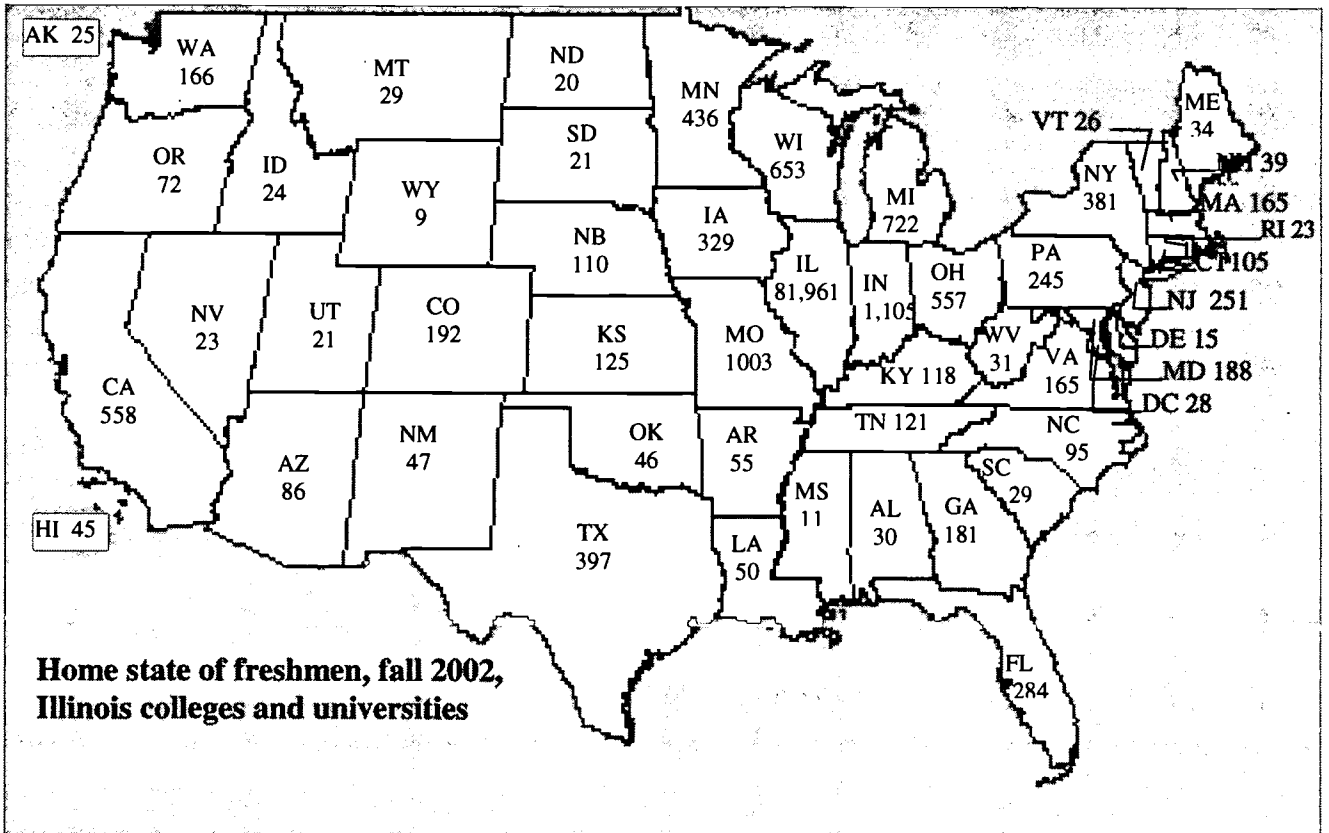 AK 25
WA
166
MT
29
ND
20
MN
436
ME
34
VT 26
OR
72
ID
24
SD
21
WI
653
NH 39
WY
9
NY
381
MI
722
MA 165
IA
329
RI 23
NB
110
PA
245
CT105
IL
81,961
IN
1,105
OH
557
NV
23
UT
21
CO
192
NJ 251
KS
125
MO
1003
WV
31
VA
165
DE 15
CA
558
KY 118
MD 188
DC 28
TN 121
NC
95
NM
47
OK
46
AR
55
AZ
86
SC
29
MS
11
AL
30
GA
181
HI 45
TX
397
LA
50
FL
284
Home state of freshmen, fall 2002,
Illinois colleges and universities